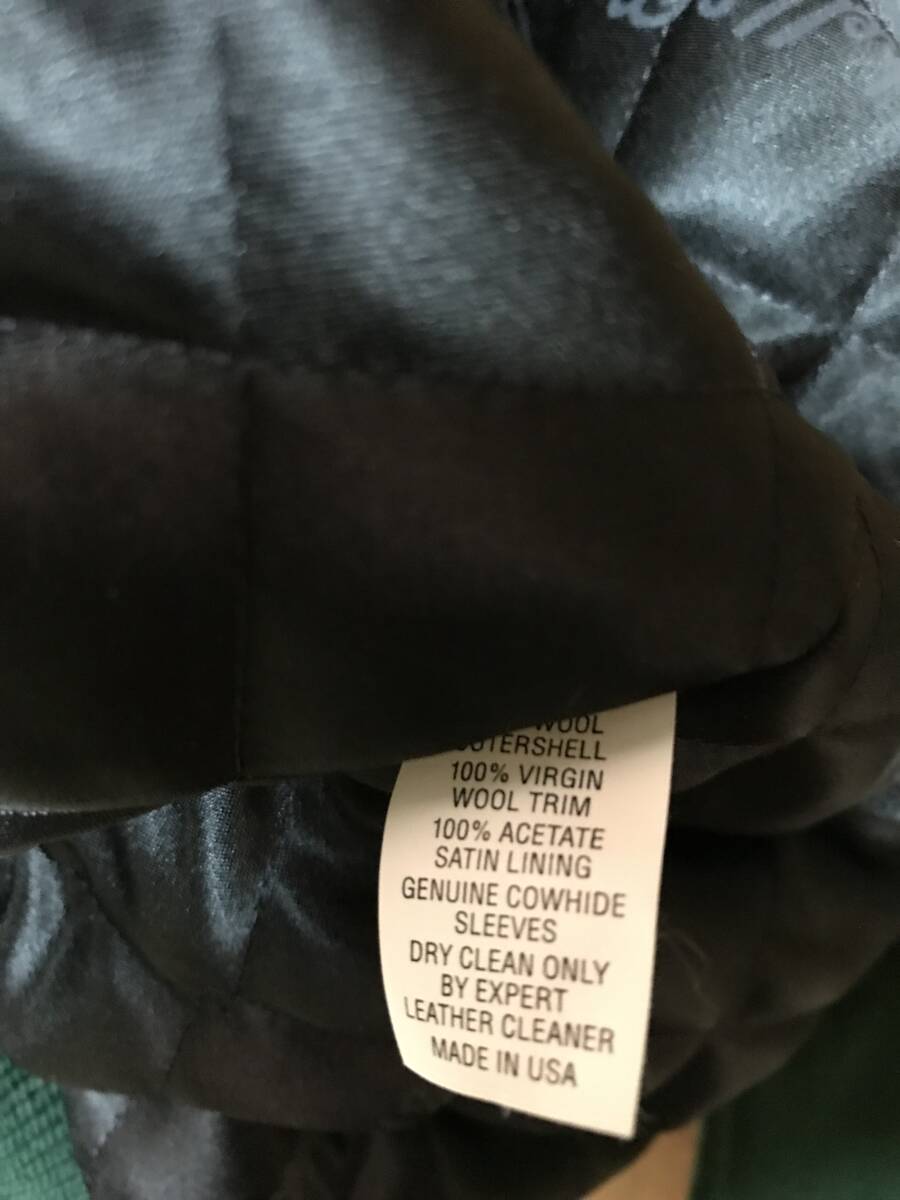 WOOL
OUTERSHELL
100% VIRGIN
WOOL TRIM
100% ACETATE
SATIN LINING
GENUINE COWHIDE
SLEEVES
DRY CLEAN ONLY
BY EXPERT
LEATHER CLEANER
MADE IN USA